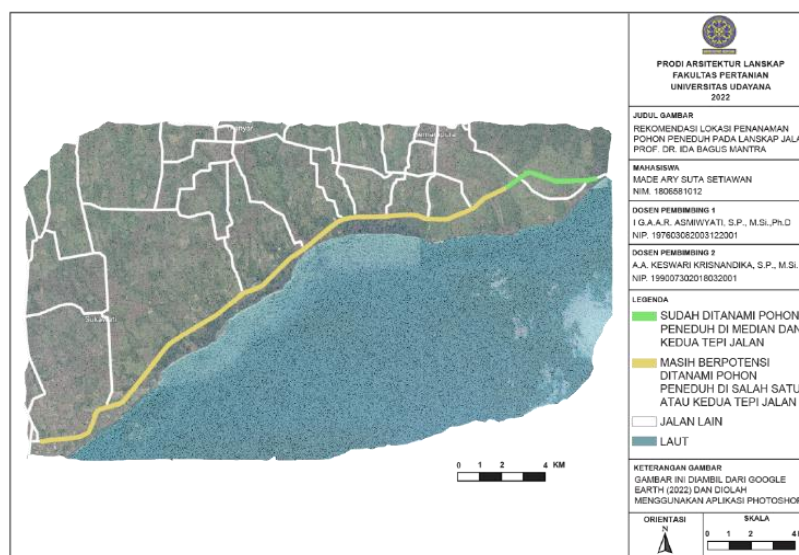 PRODI ARSITEKTUR LANSKAP
FAKULTAS PERTANIAN
UNIVERSITAS UDAYANA
2022
JUDUL GAMBAR
REKOMENDASI LOKASI PENANAMAN
POHON PENEDUH PADA LANSKAP JALA
PROF. DR. IDA BAGUS MANTRA
MAHASISWA
MADE ARY SUTA SETIAWAN
NIM. 1806581012
DOSEN PEMBIMBING 1
I G.A.A.R. ASMIWYATI, S.P., M.Si.,Ph.D
NIP. 197603082003122001
DOSEN PEMBIMBING 2
A.A. KESWARI KRISNANDIKA, S.P., M.Si.
NIP. 199007302018032001
LEGENDA
SUDAH DITANAMI POHON
PENEDUH DI MEDIAN DAN
KEDUA TEPI JALAN
MASIH BERPOTENSI
DITANAMI POHON
PENEDUH DI SALAH SATU
ATAU KEDUA TEPI JALAN
JALAN LAIN
LAUT
KETERANGAN GAMBAR
GAMBAR INI DIAMBIL DARI GOOGLE
EARTH (2022) DAN DIOLAH
MENGGUNAKAN APLIKASI PHOTOSHOP
ORIENTASI
N
SKALA
0 1 2 4
0 1 2 4 KM